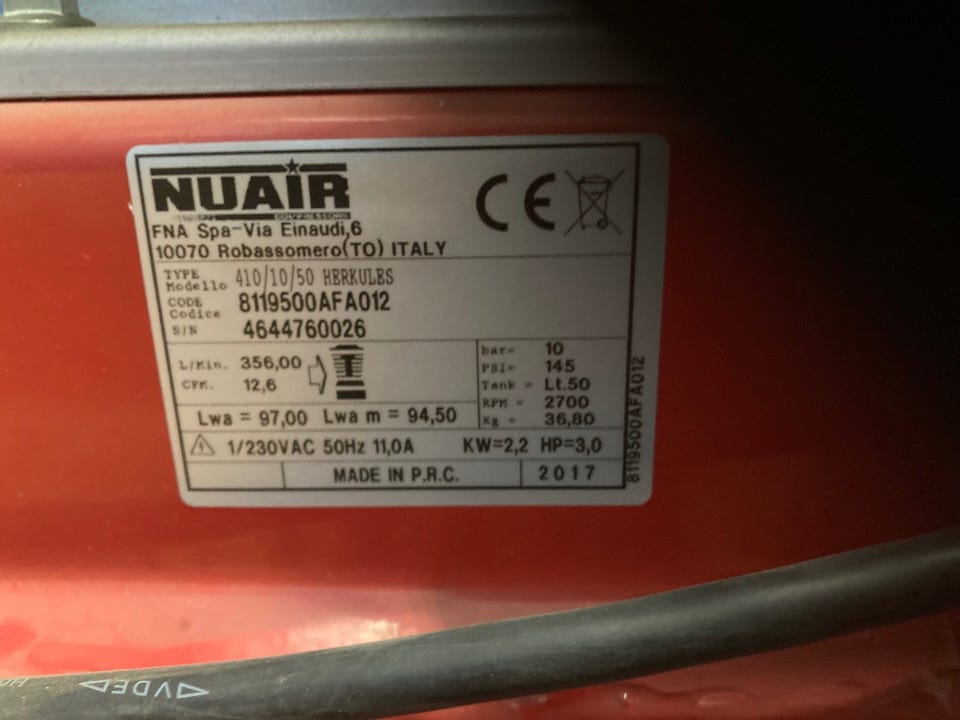 NUAIR
COMPRESSORS
CE
FNA Spa-Via Einaudi,6
10070 Robassomero(TO) ITALY
TYPE
Modello
410/10/50 HERKULES
CODE
Codice
8119500AFA012
S/N
4644760026
L/Min. 356,00
CFM. 12,6
bar= 10
PSI= 145
Tank = Lt.50
RPM = 2700
Kg = 36,80
Lwa = 97,00 Lwa m = 94,50
1/230VAC 50Hz 11,0A KW=2,2 HP=3,0
MADE IN P.R.C. 2017
8119500AFA012
VDE